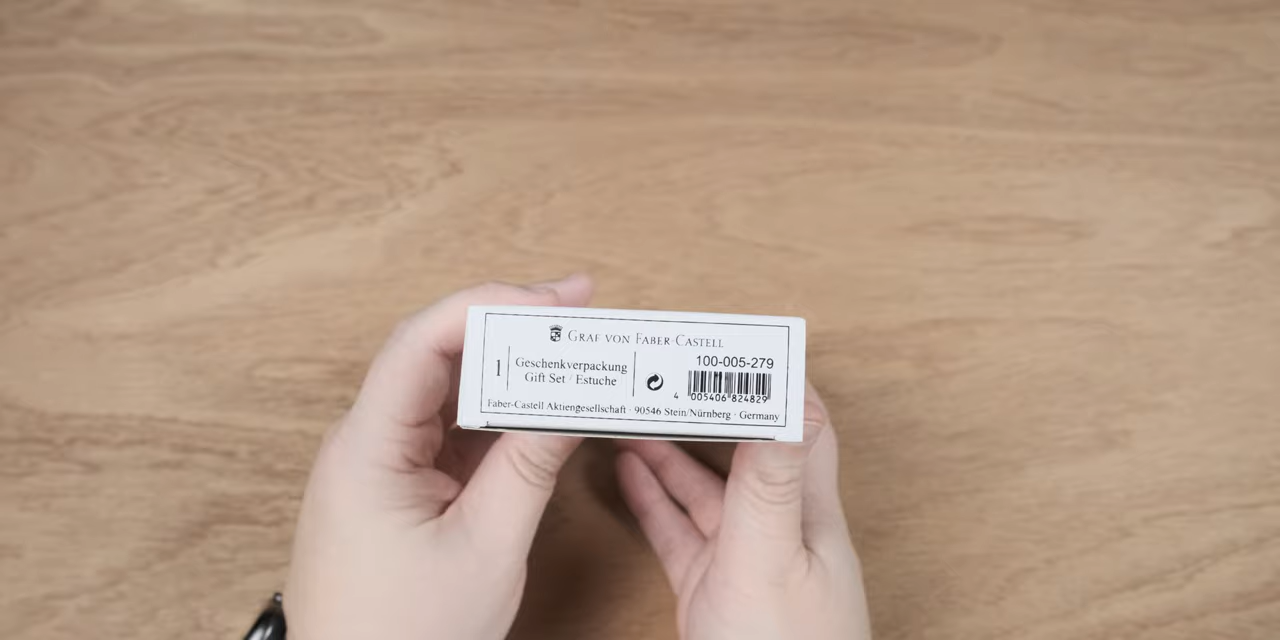 GRAF VON FABER-CASTELL
1
Geschenkverpackung
Gift Set / Estuche
100-005-279
4 005406 824829
Faber-Castell Aktiengesellschaft · 90546 Stein/Nürnberg · Germany